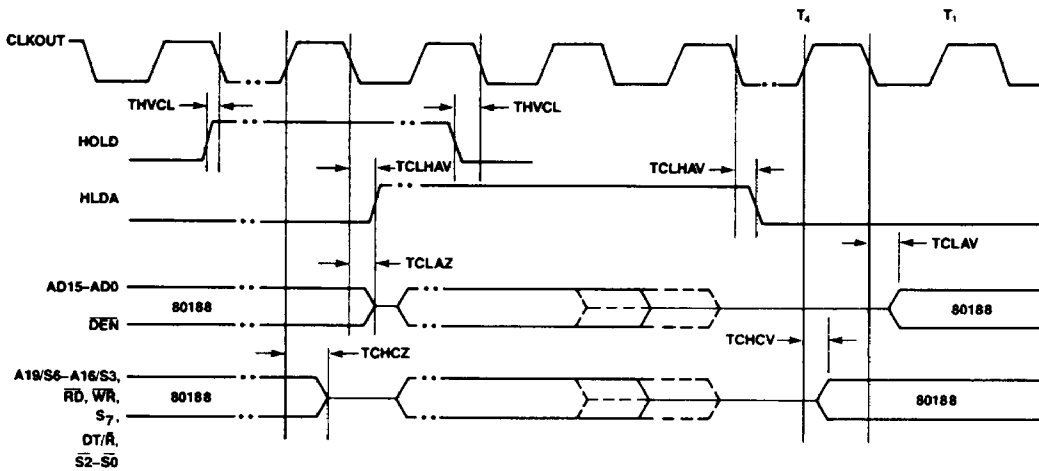 T4 T1
CLKOUT
THVCL THVCL
HOLD
TCLHAV TCLHAV
HLDA
TCLAV
TCLAZ
AD15–AD0
80188 80188
DEN
TCHCV
TCHCZ
A19/S6–A16/S3,
RD, WR, 80188 80188
S7,
DT/R,
S2–S0